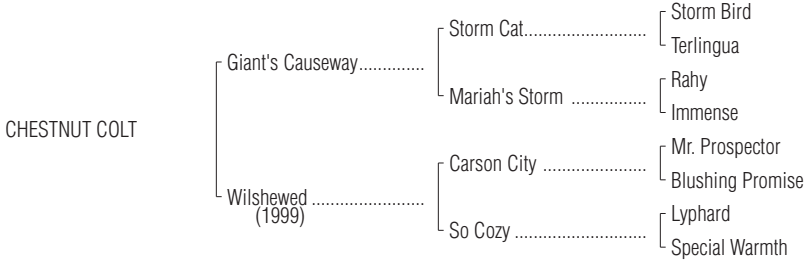 Storm Bird
Storm Cat..........................
Terlingua
Giant's Causeway..............
Rahy
Mariah's Storm ................
Immense
CHESTNUT COLT
Mr. Prospector
Carson City ......................
Blushing Promise
Wilshewed ........................
(1999)
Lyphard
So Cozy ............................
Special Warmth